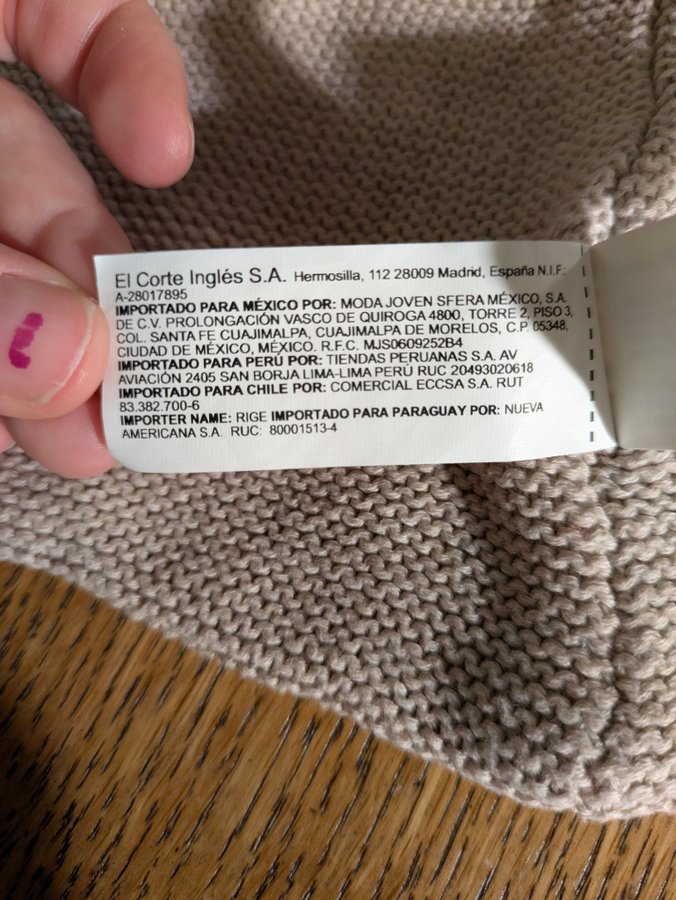 El Corte Inglés S.A. Hermosilla, 112 28009 Madrid, España N.I.F.:
A-28017895
IMPORTADO PARA MÉXICO POR: MODA JOVEN SFERA MÉXICO, S.A.
DE C.V. PROLONGACIÓN VASCO DE QUIROGA 4800, TORRE 2, PISO 3,
COL. SANTA FE CUAJIMALPA, CUAJIMALPA DE MORELOS, C.P. 05348,
CIUDAD DE MÉXICO, MÉXICO. R.F.C. MJS0609252B4
IMPORTADO PARA PERÚ POR: TIENDAS PERUANAS S.A. AV
AVIACIÓN 2405 SAN BORJA LIMA-LIMA PERÚ RUC 20493020618
IMPORTADO PARA CHILE POR: COMERCIAL ECCSA S.A. RUT
83.382.700-6
IMPORTER NAME: RIGE IMPORTADO PARA PARAGUAY POR: NUEVA
AMERICANA S.A. RUC: 80001513-4